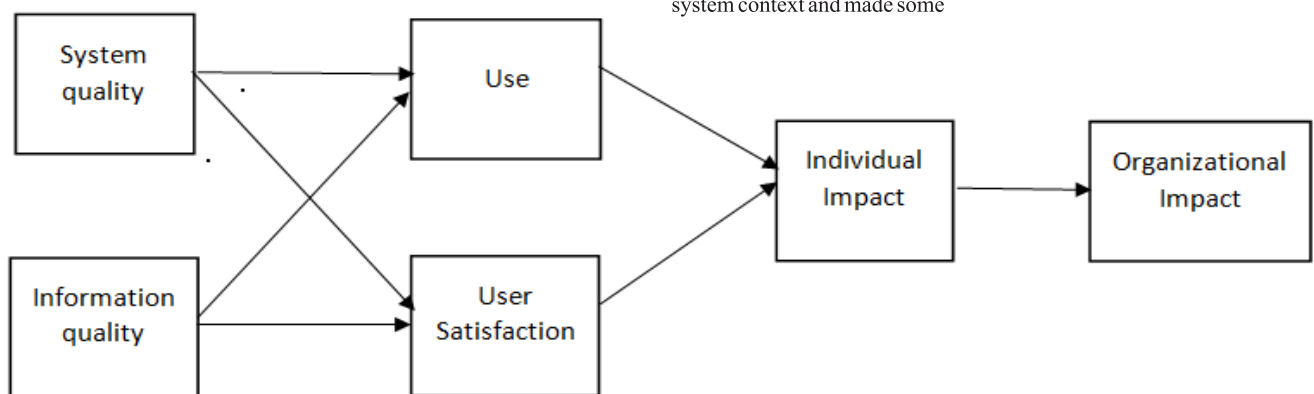 system context and made some
System
quality
Use
Individual
Impact
Organizational
Impact
Information
quality
User
Satisfaction